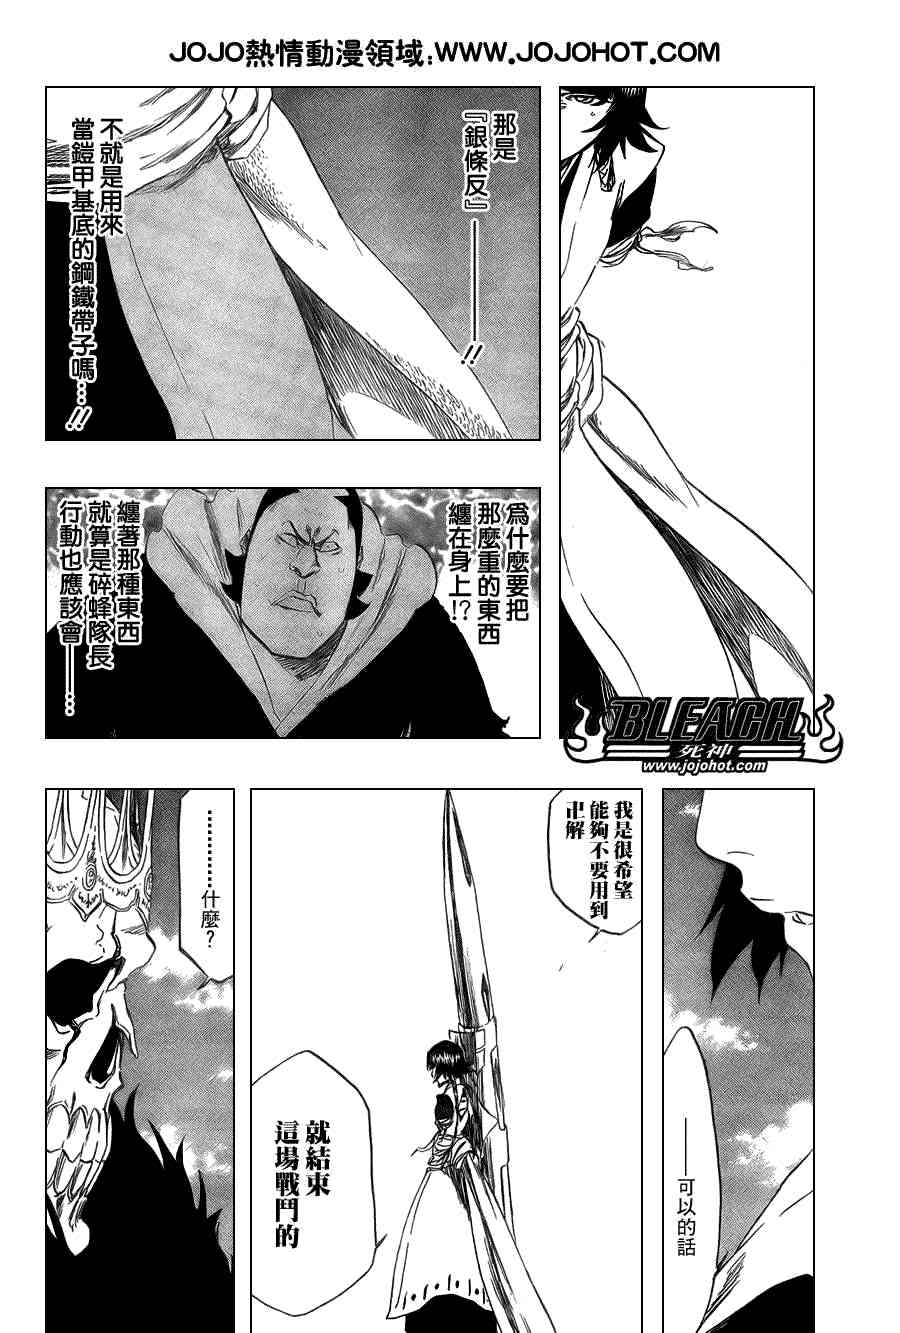 JOJO熱情動漫領域:WWW.JOJOHOT.COM
那是
『銀條反』
———!!
不就是用來
當鎧甲基底的鋼鐵帶子嗎…!!
為什麼要把
那麼重的東西
纏在身上!?
纏著那種東西
就算是碎蜂隊長
行動也應該會——……
BLEACH
死神
www.jojohot.com
——可以的話
我是很希望
能夠不要用到
卍解
就結束
這場戰鬥的
…………什麼?